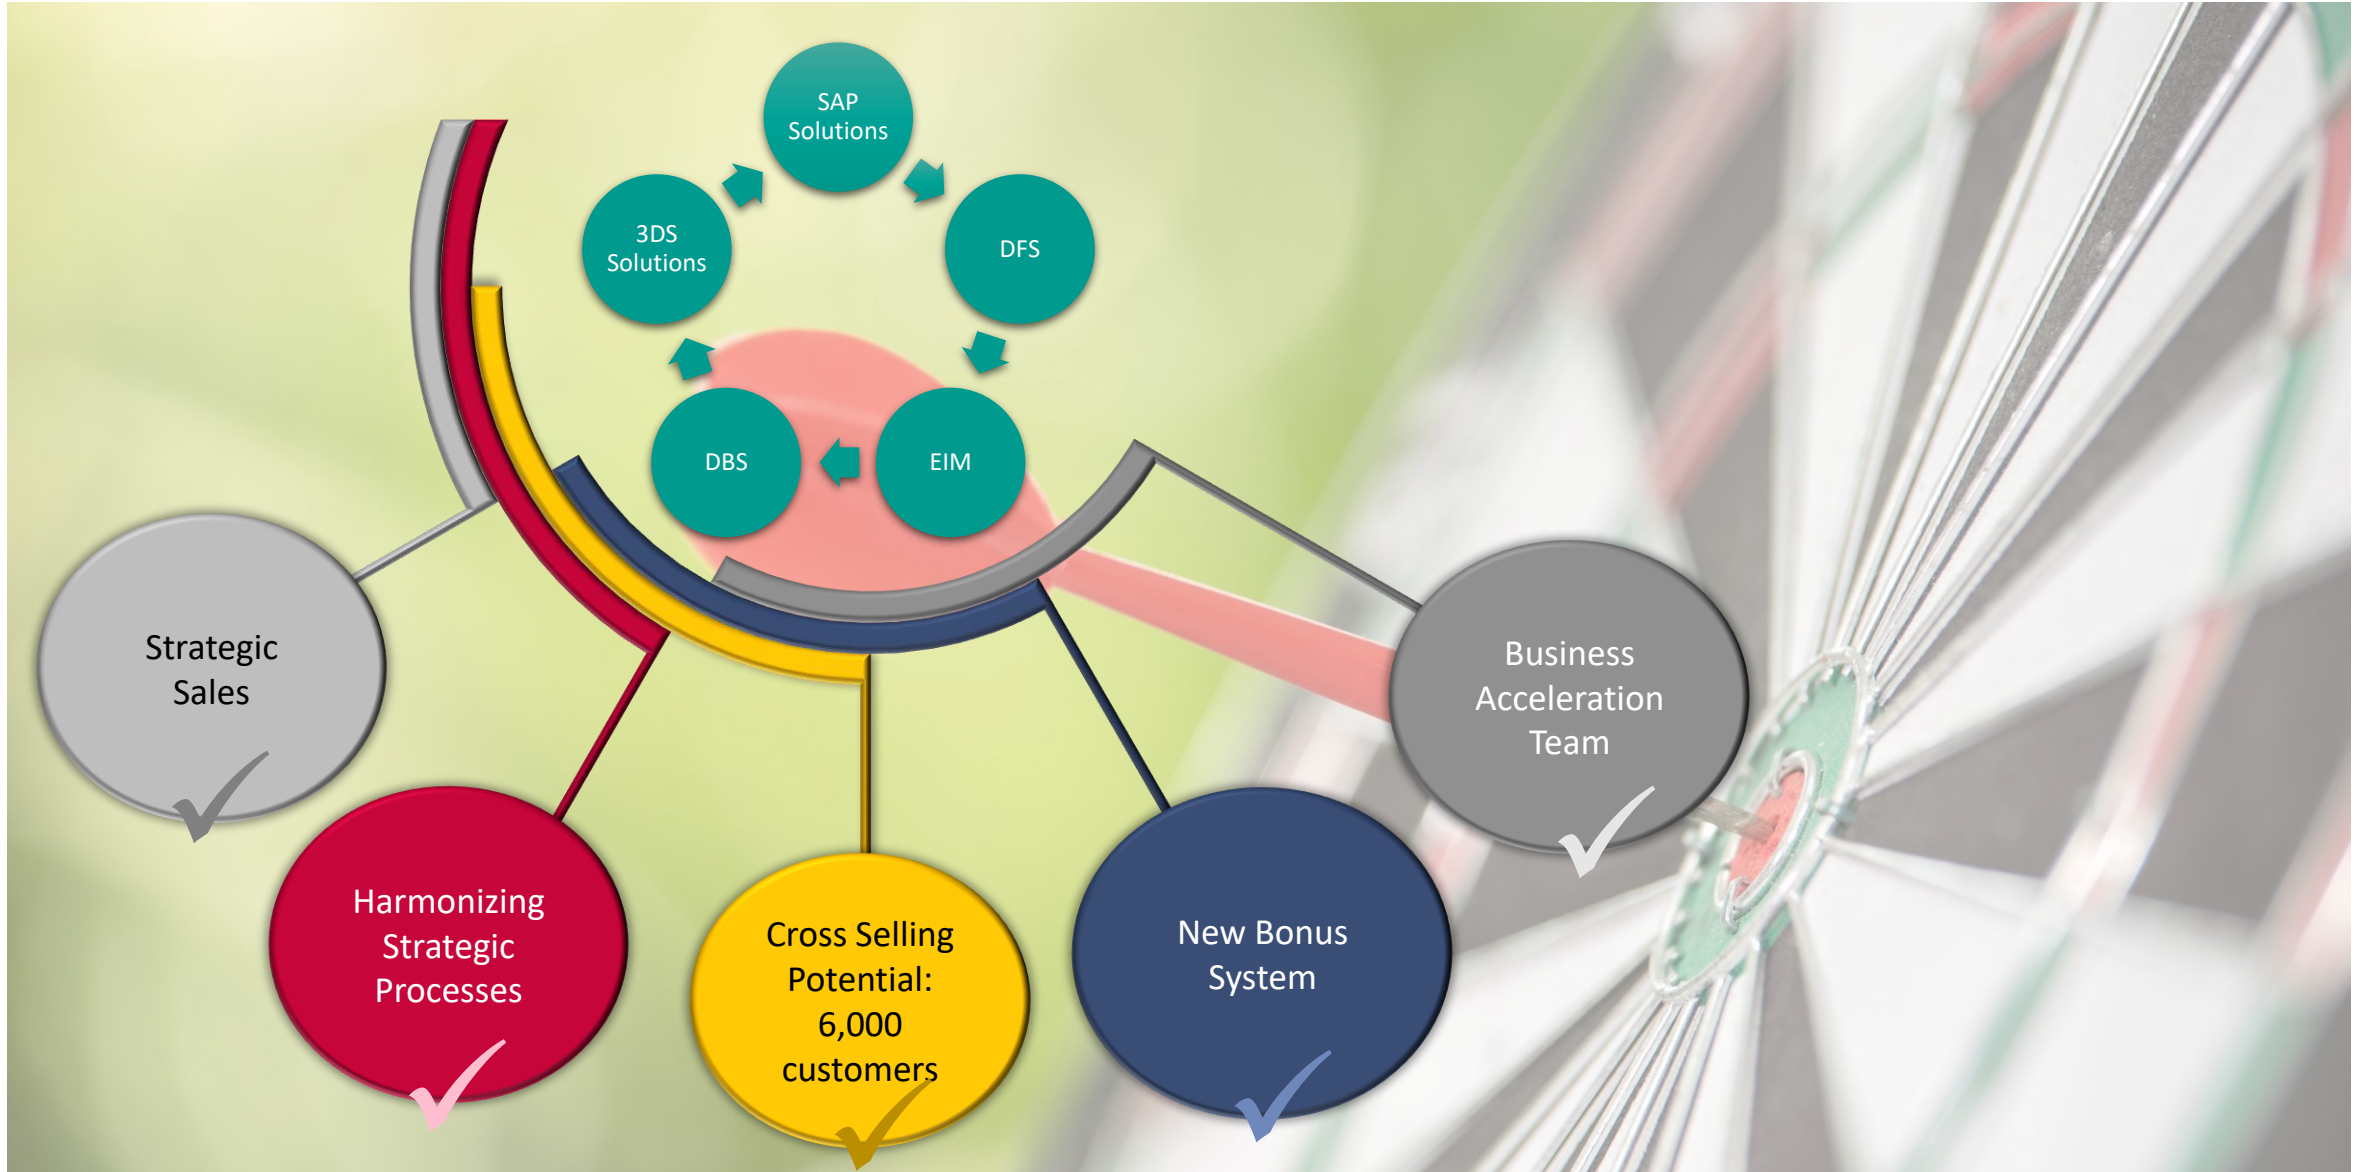 SAP
Solutions
3DS
Solutions
DFS
DBS
EIM
Strategic
Sales
Harmonizing
Strategic
Processes
Cross Selling
Potential:
6,000
customers
New Bonus
System
Business
Acceleration
Team